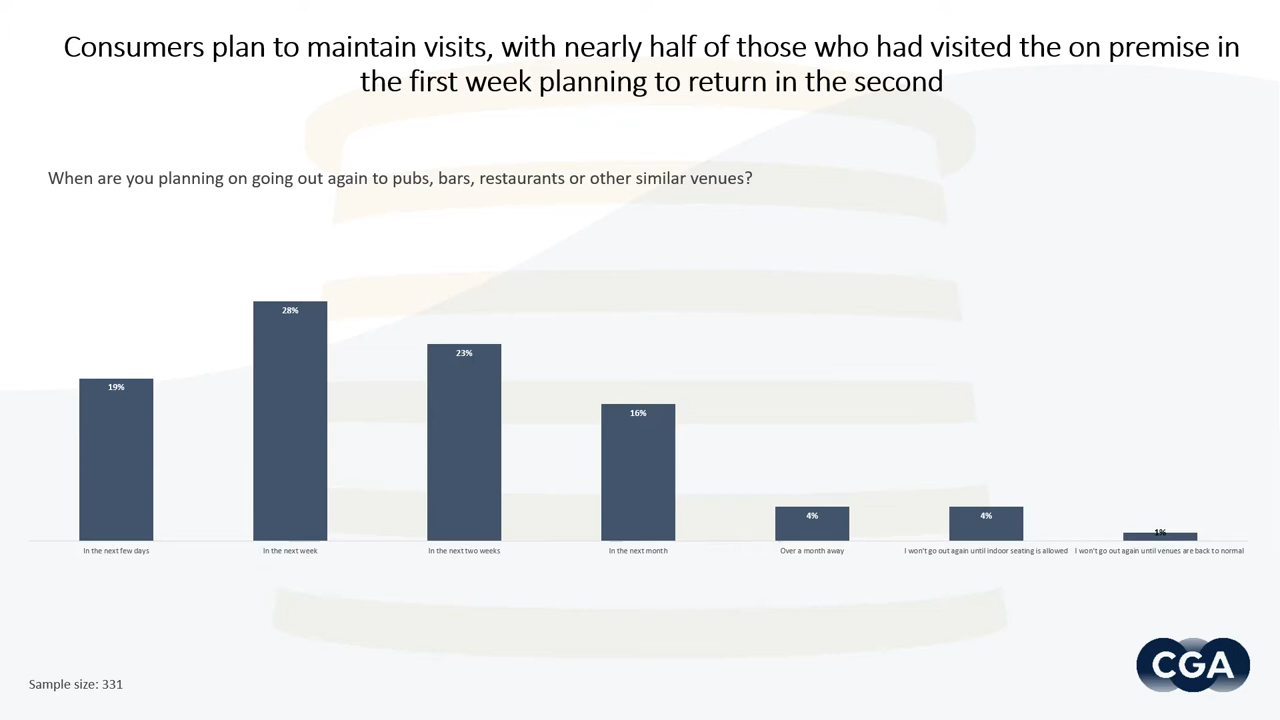 Consumers plan to maintain visits, with nearly half of those who had visited the on premise in
the first week planning to return in the second
When are you planning on going out again to pubs, bars, restaurants or other similar venues?
19%
28%
23%
16%
4%
4%
1%
In the next few days
In the next week
In the next two weeks
In the next month
Over a month away
I won't go out again until indoor seating is allowed
I won't go out again until venues are back to normal
Sample size: 331
CGA